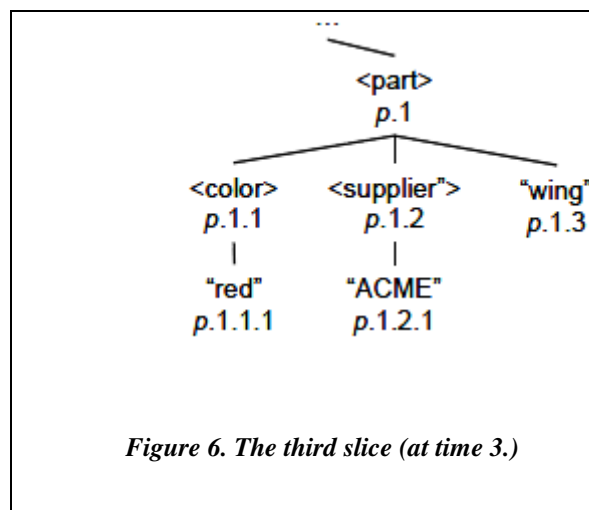 ...
<part>
p.1
<color> <supplier”> “wing”
p.1.1 p.1.2 p.1.3
“red” “ACME”
p.1.1.1 p.1.2.1
Figure 6. The third slice (at time 3.)